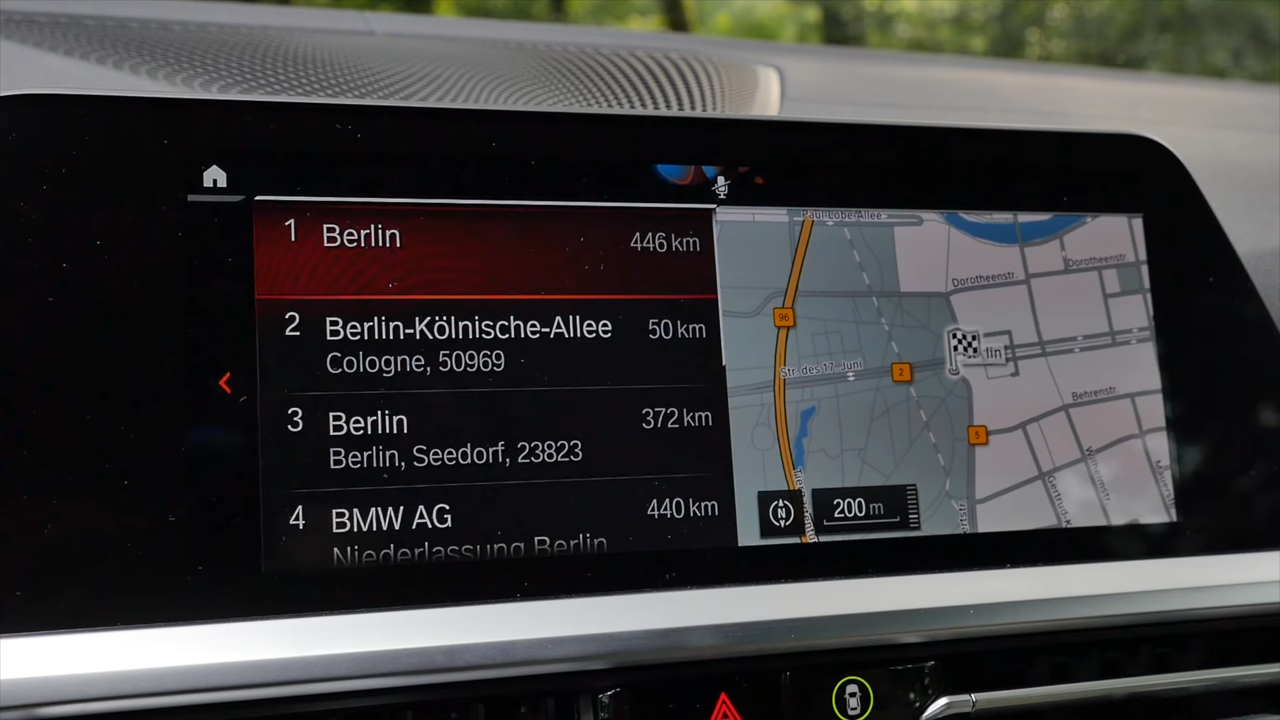 1 Berlin 446 km
2 Berlin-Kölnische-Allee 50 km
Cologne, 50969
3 Berlin 372 km
Berlin, Seedorf, 23823
4 BMW AG 440 km
Niederlassung Berlin
Paul-Löbe-Allee
Dorotheenstr.
Dorotheenstr.
96
lin
Str. des 17. Juni
2
Behrenstr.
5
Wilhelmstr.
N
200 m